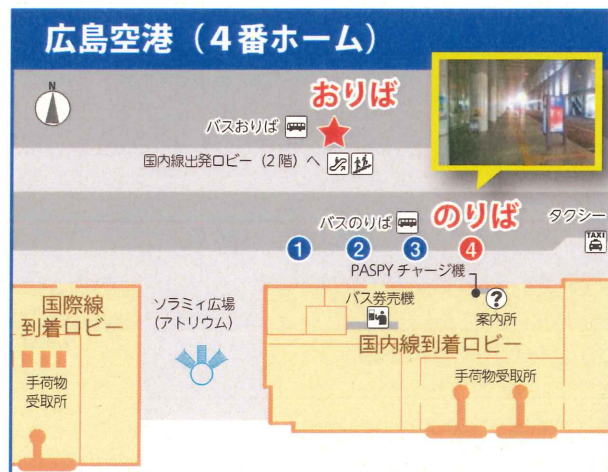 広島空港（4番ホーム）
N
おりば
バスおりば
国内線出発ロビー（2階）へ
バスのりば
のりば
タクシー
TAXI
1 2 3 4
PASPY チャージ機
国際線
到着ロビー
ソラミィ広場
（アトリウム）
バス券売機
?
案内所
国内線到着ロビー
手荷物
受取所
手荷物受取所